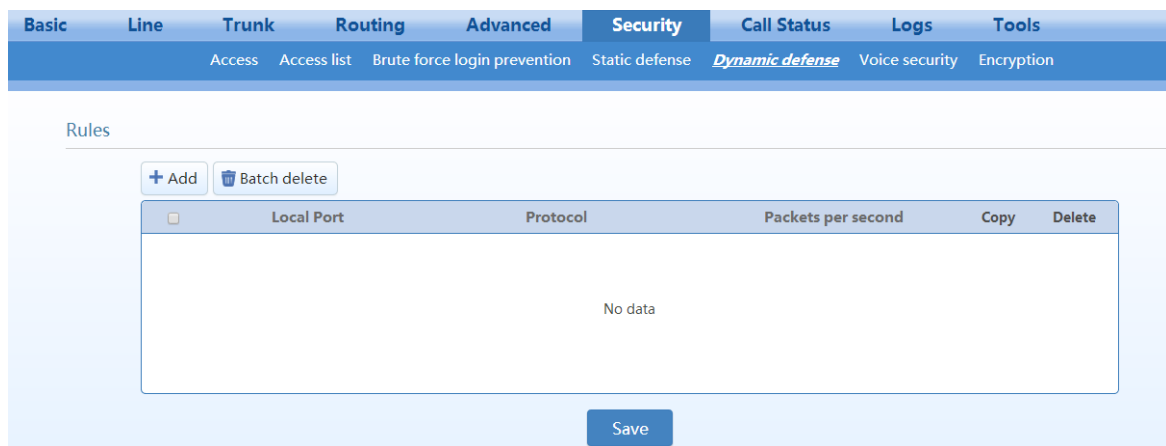 Basic Line Trunk Routing Advanced Security Call Status Logs Tools
Access Access list Brute force login prevention Static defense Dynamic defense Voice security Encryption
Rules
+ Add Batch delete
Local Port Protocol Packets per second Copy Delete
No data
Save